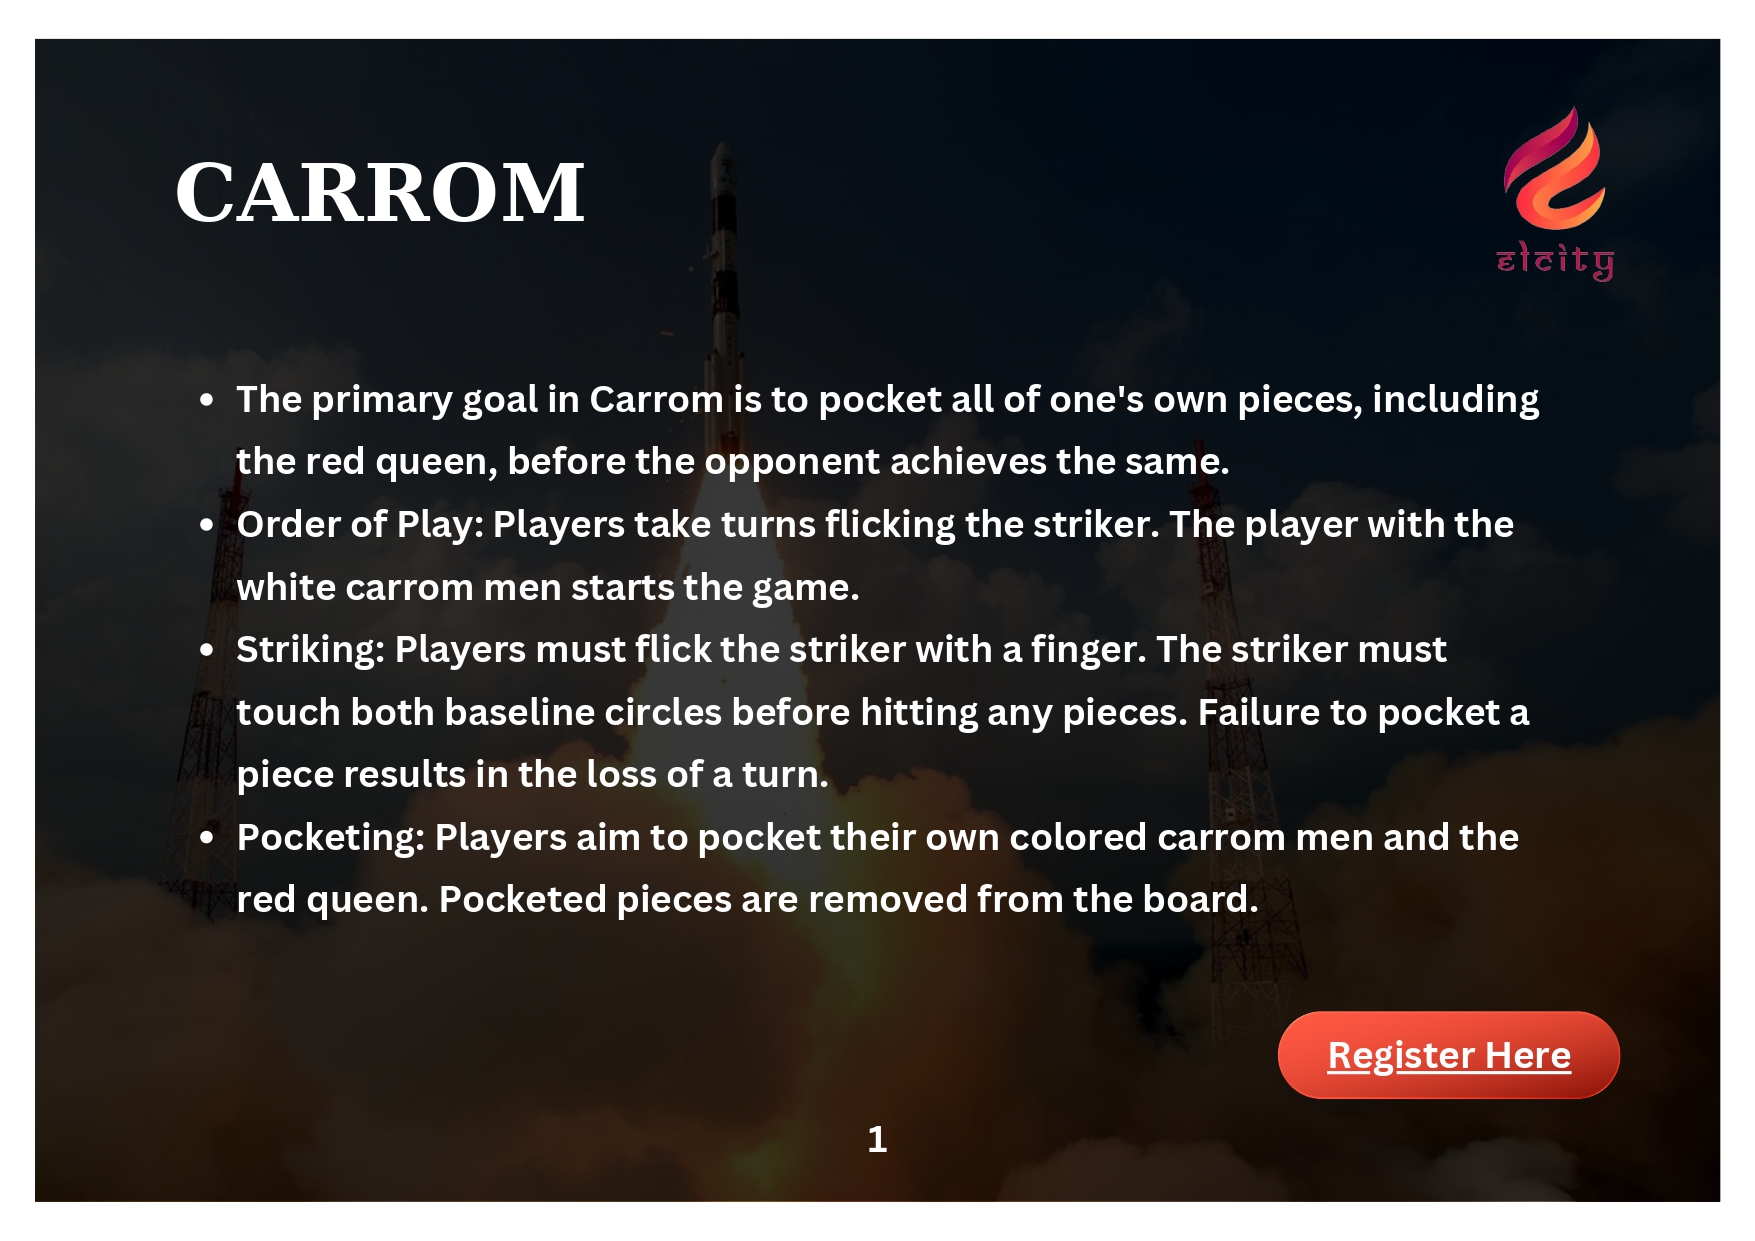 CARROM
elcity
• The primary goal in Carrom is to pocket all of one's own pieces, including
the red queen, before the opponent achieves the same.
• Order of Play: Players take turns flicking the striker. The player with the
white carrom men starts the game.
• Striking: Players must flick the striker with a finger. The striker must
touch both baseline circles before hitting any pieces. Failure to pocket a
piece results in the loss of a turn.
• Pocketing: Players aim to pocket their own colored carrom men and the
red queen. Pocketed pieces are removed from the board.
Register Here
1